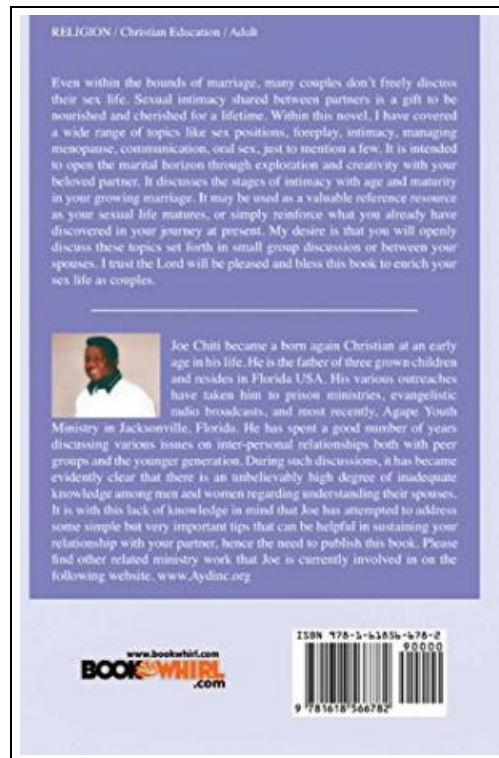 RELIGION / Christian Education / Adult
Even within the bounds of marriage, many couples don't freely discuss
their sex life. Sexual intimacy shared between partners is a gift to be
nourished and cherished for a lifetime. Within this novel, I have covered
a wide range of topics like sex positions, foreplay, intimacy, managing
menopause, communication, oral sex, just to mention a few. It is intended
to open the marital horizon through exploration and creativity with your
beloved partner. It discusses the stages of intimacy with age and maturity
in your growing marriage. It may be used as a valuable reference resource
as your sexual life matures, or simply reinforce what you already have
discovered in your journey at present. My desire is that you will openly
discuss these topics set forth in small group discussion or between your
spouses. I trust the Lord will be pleased and bless this book to enrich your
sex life as couples.
Joe Chiti became a born again Christian at an early
age in his life. He is the father of three grown children
and resides in Florida USA. His various outreaches
have taken him to prison ministries, evangelistic
radio broadcasts, and most recently, Agape Youth
Ministry in Jacksonville, Florida. He has spent a good number of years
discussing various issues on inter-personal relationships both with peer
groups and the younger generation. During such discussions, it has became
evidently clear that there is an unbelievably high degree of inadequate
knowledge among men and women regarding understanding their spouses.
It is with this lack of knowledge in mind that Joe has attempted to address
some simple but very important tips that can be helpful in sustaining your
relationship with your partner, hence the need to publish this book. Please
find other related ministry work that Joe is currently involved in on the
following website. www.Aydinc.org
www.bookwhirl.com
BOOKWHIRL
.com
ISBN 978-1-61856-678-2
90000
9 781618 566782